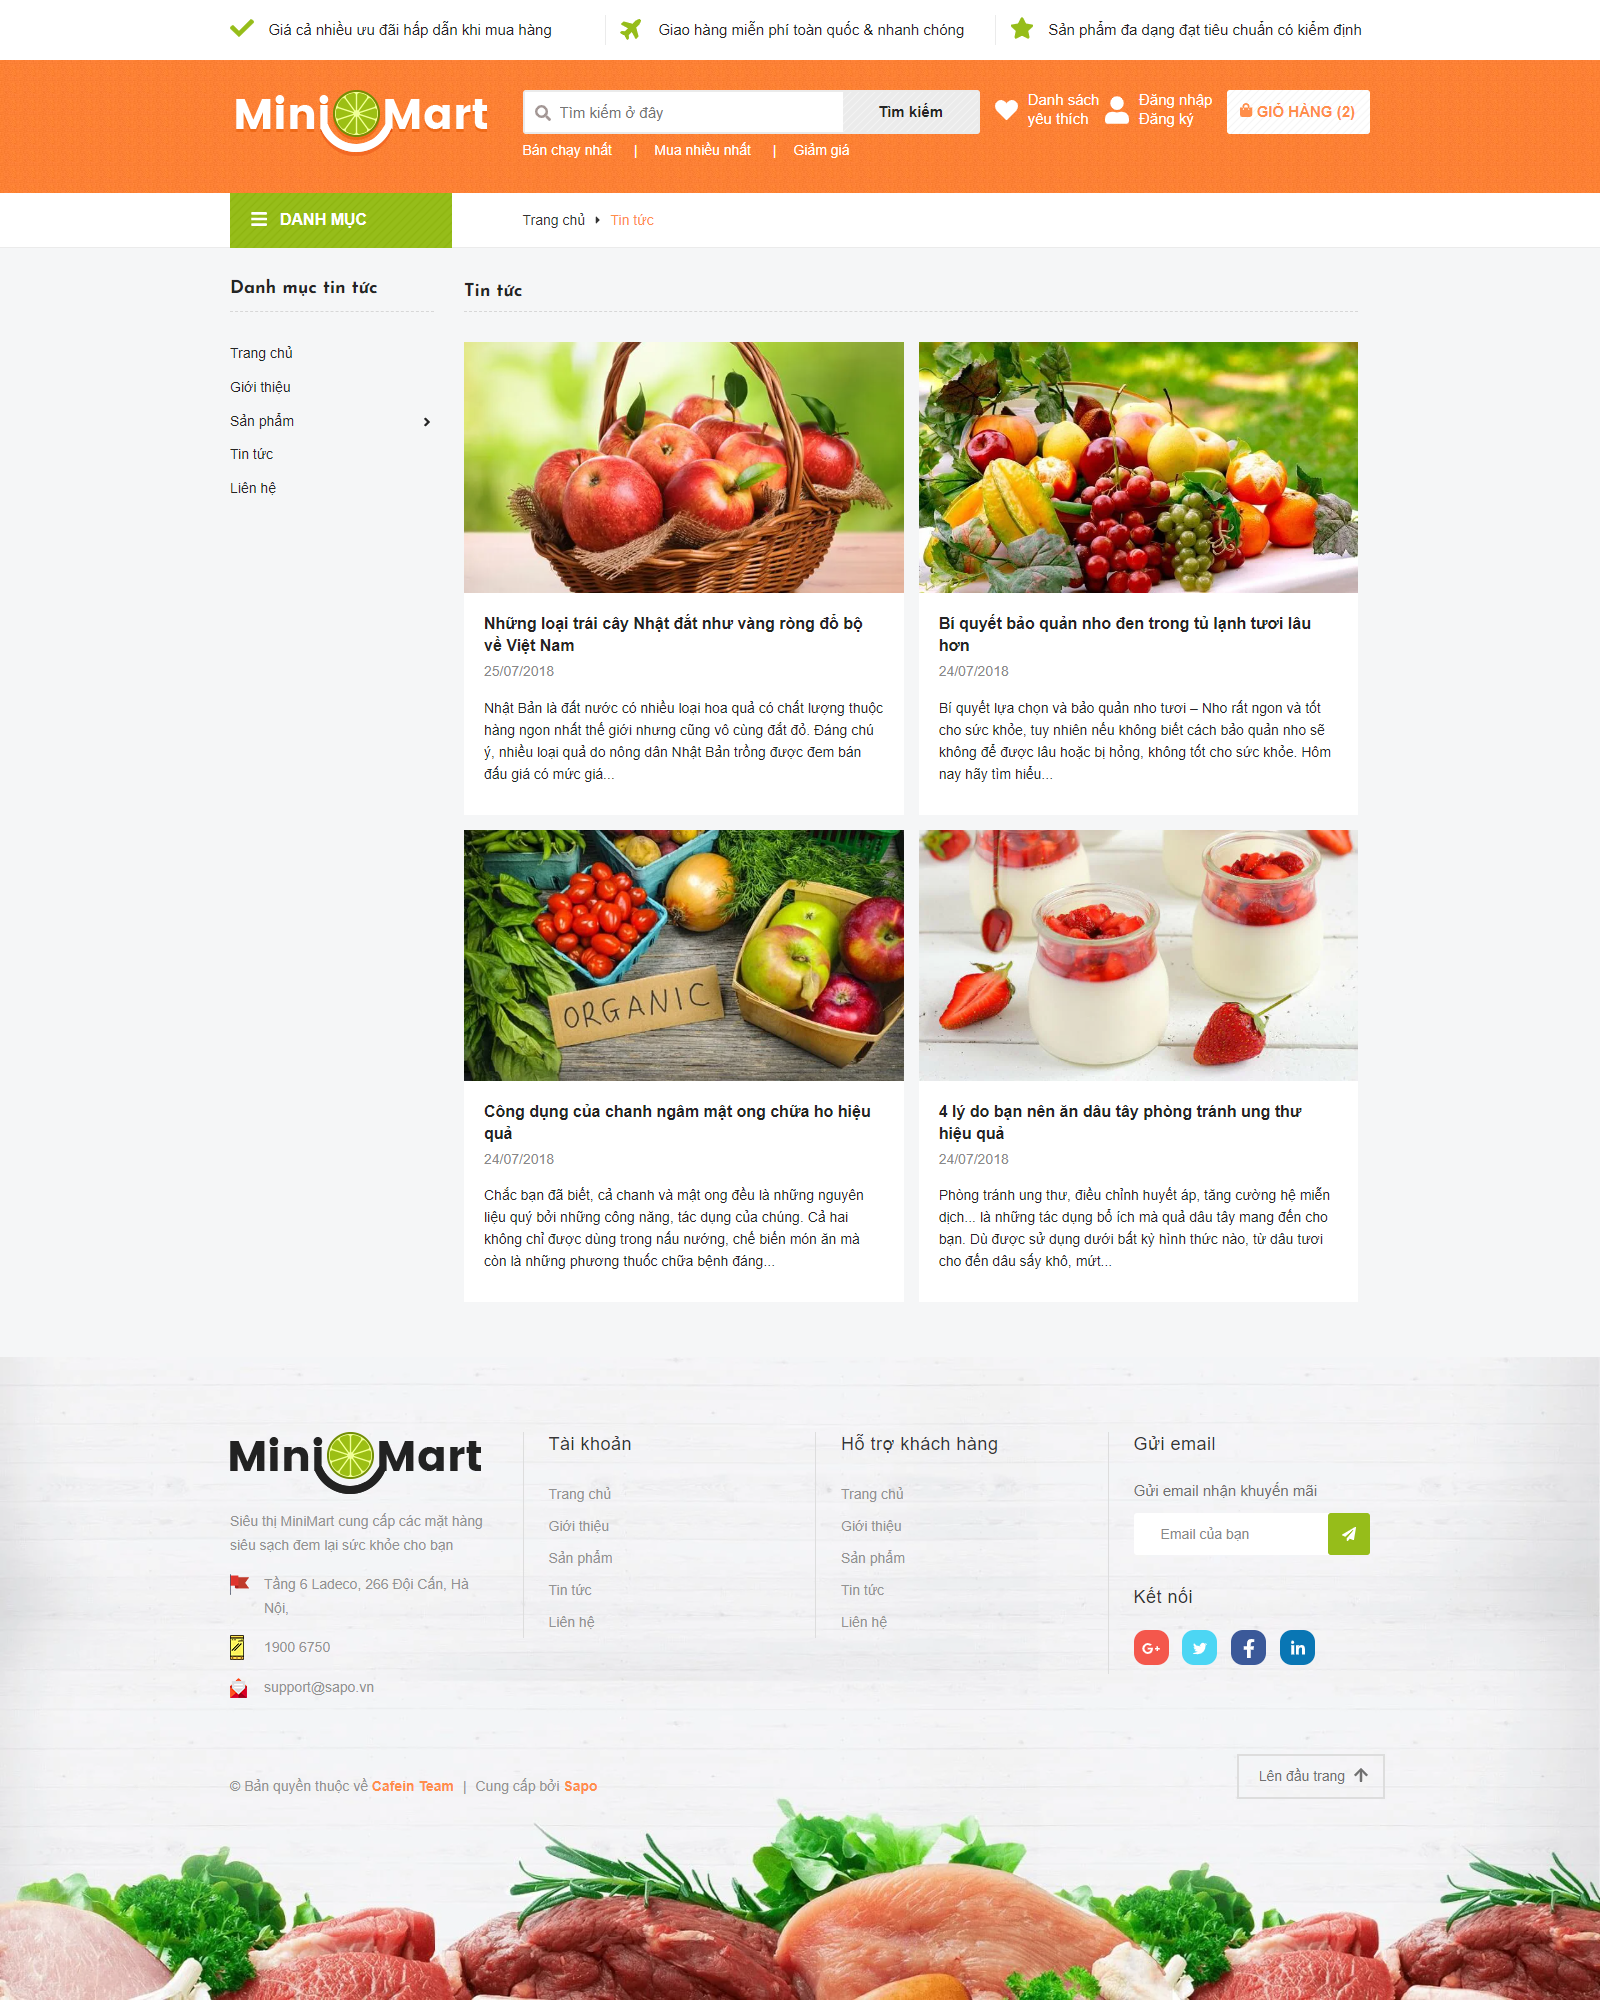 Giá cả nhiều ưu đãi hấp dẫn khi mua hàng
Giao hàng miễn phí toàn quốc & nhanh chóng
Sản phẩm đa dạng đạt tiêu chuẩn có kiểm định
Mini Mart
Tìm kiếm ở đây
Tìm kiếm
Danh sách
yêu thích
Đăng nhập
Đăng ký
GIỎ HÀNG (2)
Bán chạy nhất | Mua nhiều nhất | Giảm giá
DANH MỤC
Trang chủ
Tin tức
Danh mục tin tức
Trang chủ
Giới thiệu
Sản phẩm
Tin tức
Liên hệ
Tin tức
Những loại trái cây Nhật đắt như vàng ròng đổ bộ
về Việt Nam
25/07/2018
Nhật Bản là đất nước có nhiều loại hoa quả có chất lượng thuộc
hàng ngon nhất thế giới nhưng cũng vô cùng đắt đỏ. Đáng chú
ý, nhiều loại quả do nông dân Nhật Bản trồng được đem bán
đấu giá có mức giá...
Bí quyết bảo quản nho đen trong tủ lạnh tươi lâu
hơn
24/07/2018
Bí quyết lựa chọn và bảo quản nho tươi – Nho rất ngon và tốt
cho sức khỏe, tuy nhiên nếu không biết cách bảo quản nho sẽ
không để được lâu hoặc bị hỏng, không tốt cho sức khỏe. Hôm
nay hãy tìm hiểu...
ORGANIC
Công dụng của chanh ngâm mật ong chữa ho hiệu
quả
24/07/2018
Chắc bạn đã biết, cả chanh và mật ong đều là những nguyên
liệu quý bởi những công năng, tác dụng của chúng. Cả hai
không chỉ được dùng trong nấu nướng, chế biến món ăn mà
còn là những phương thuốc chữa bệnh đáng...
4 lý do bạn nên ăn dâu tây phòng tránh ung thư
hiệu quả
24/07/2018
Phòng tránh ung thư, điều chỉnh huyết áp, tăng cường hệ miễn
dịch... là những tác dụng bổ ích mà quả dâu tây mang đến cho
bạn. Dù được sử dụng dưới bất kỳ hình thức nào, từ dâu tươi
cho đến dâu sấy khô, mứt...
Mini Mart
Siêu thị MiniMart cung cấp các mặt hàng
siêu sạch đem lại sức khỏe cho bạn
Tầng 6 Ladeco, 266 Đội Cấn, Hà
Nội,
1900 6750
support@sapo.vn
Tài khoản
Trang chủ
Giới thiệu
Sản phẩm
Tin tức
Liên hệ
Hỗ trợ khách hàng
Trang chủ
Giới thiệu
Sản phẩm
Tin tức
Liên hệ
Gửi email
Gửi email nhận khuyến mãi
Email của bạn
Kết nối
G+
f
in
© Bản quyền thuộc về Cafein Team | Cung cấp bởi Sapo
Lên đầu trang